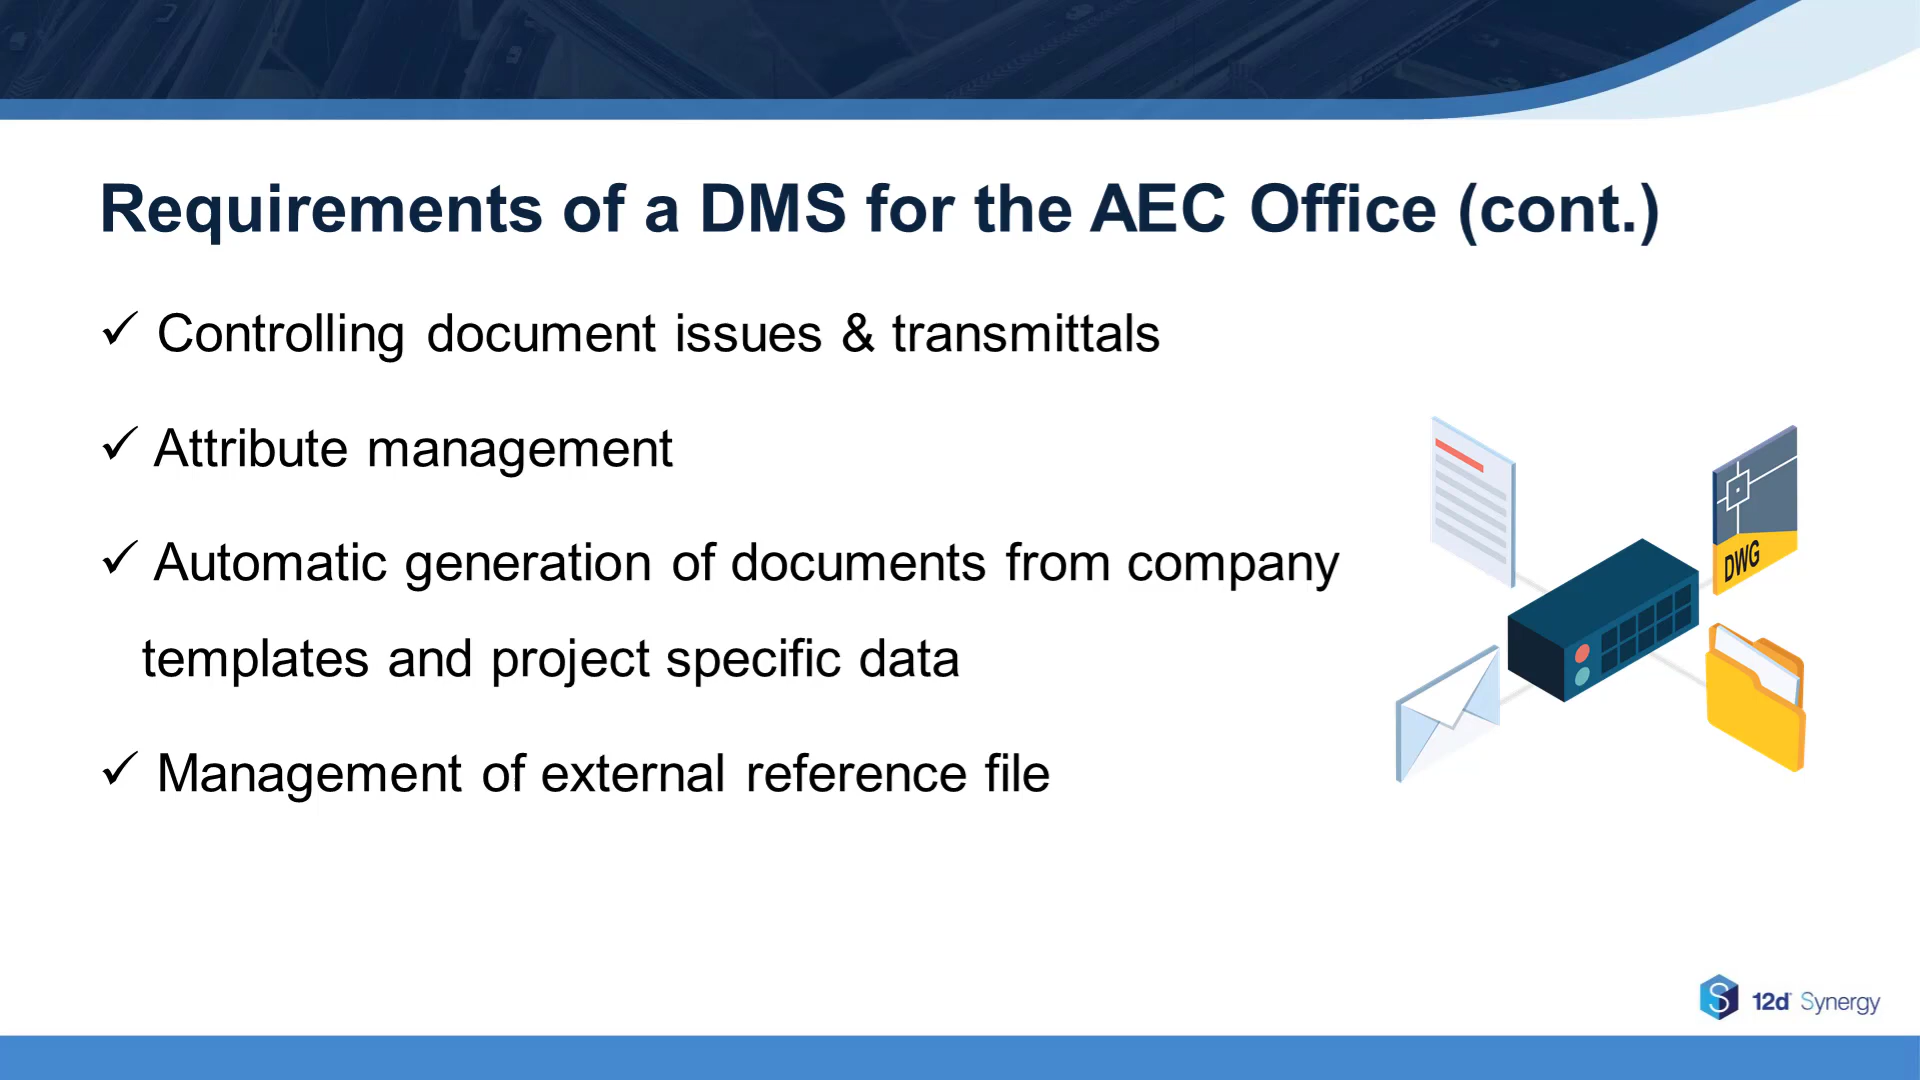 Requirements of a DMS for the AEC Office (cont.)
✓ Controlling document issues & transmittals
✓ Attribute management
✓ Automatic generation of documents from company
templates and project specific data
✓ Management of external reference file
DWG
12d Synergy